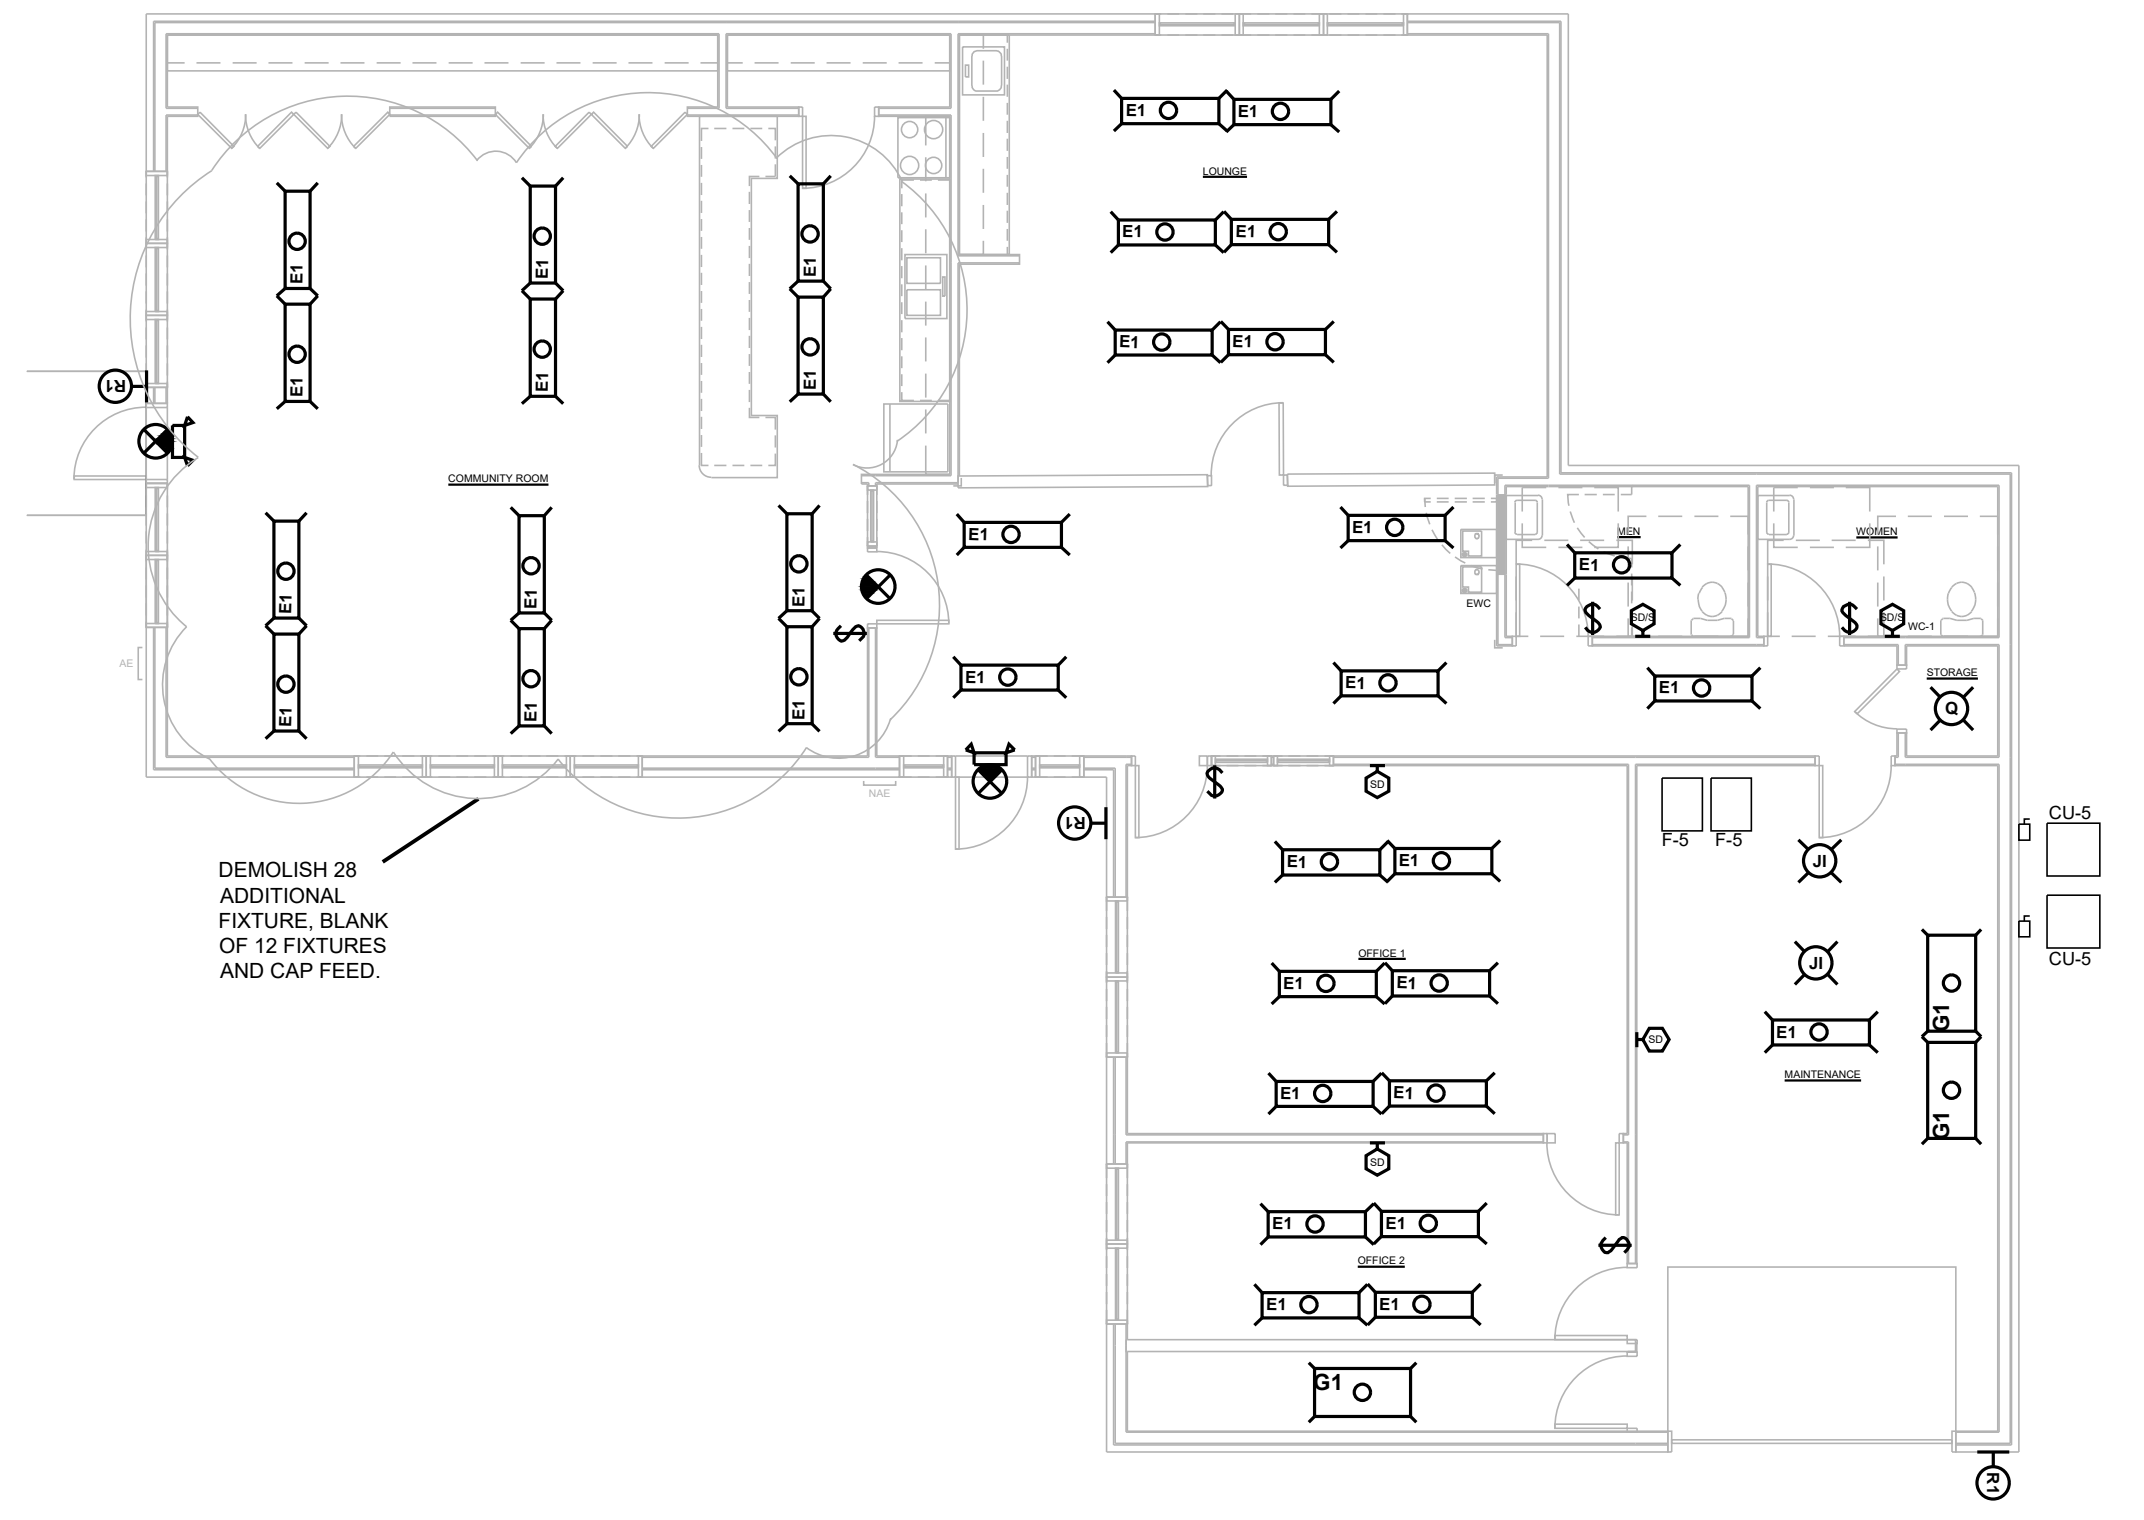 E1 E1
LOUNGE
E1 E1
E1 E1
E1 E1 E1
E1 E1 E1
R1
COMMUNITY ROOM
E1 E1
MEN WOMEN
E1
EWC
E1 E1 E1
SD/S SD/S WC-1
AE
E1 E1 E1
STORAGE
E1 E1 E1
Q
NAE
SD
R1
CU-5
F-5 F-5
DEMOLISH 28
ADDITIONAL
FIXTURE, BLANK
OF 12 FIXTURES
AND CAP FEED.
E1 E1
JI
OFFICE 1
CU-5
JI
E1 E1
G1
E1
SD
MAINTENANCE
E1 E1
G1
SD
E1 E1
OFFICE 2
E1 E1
G1
R1